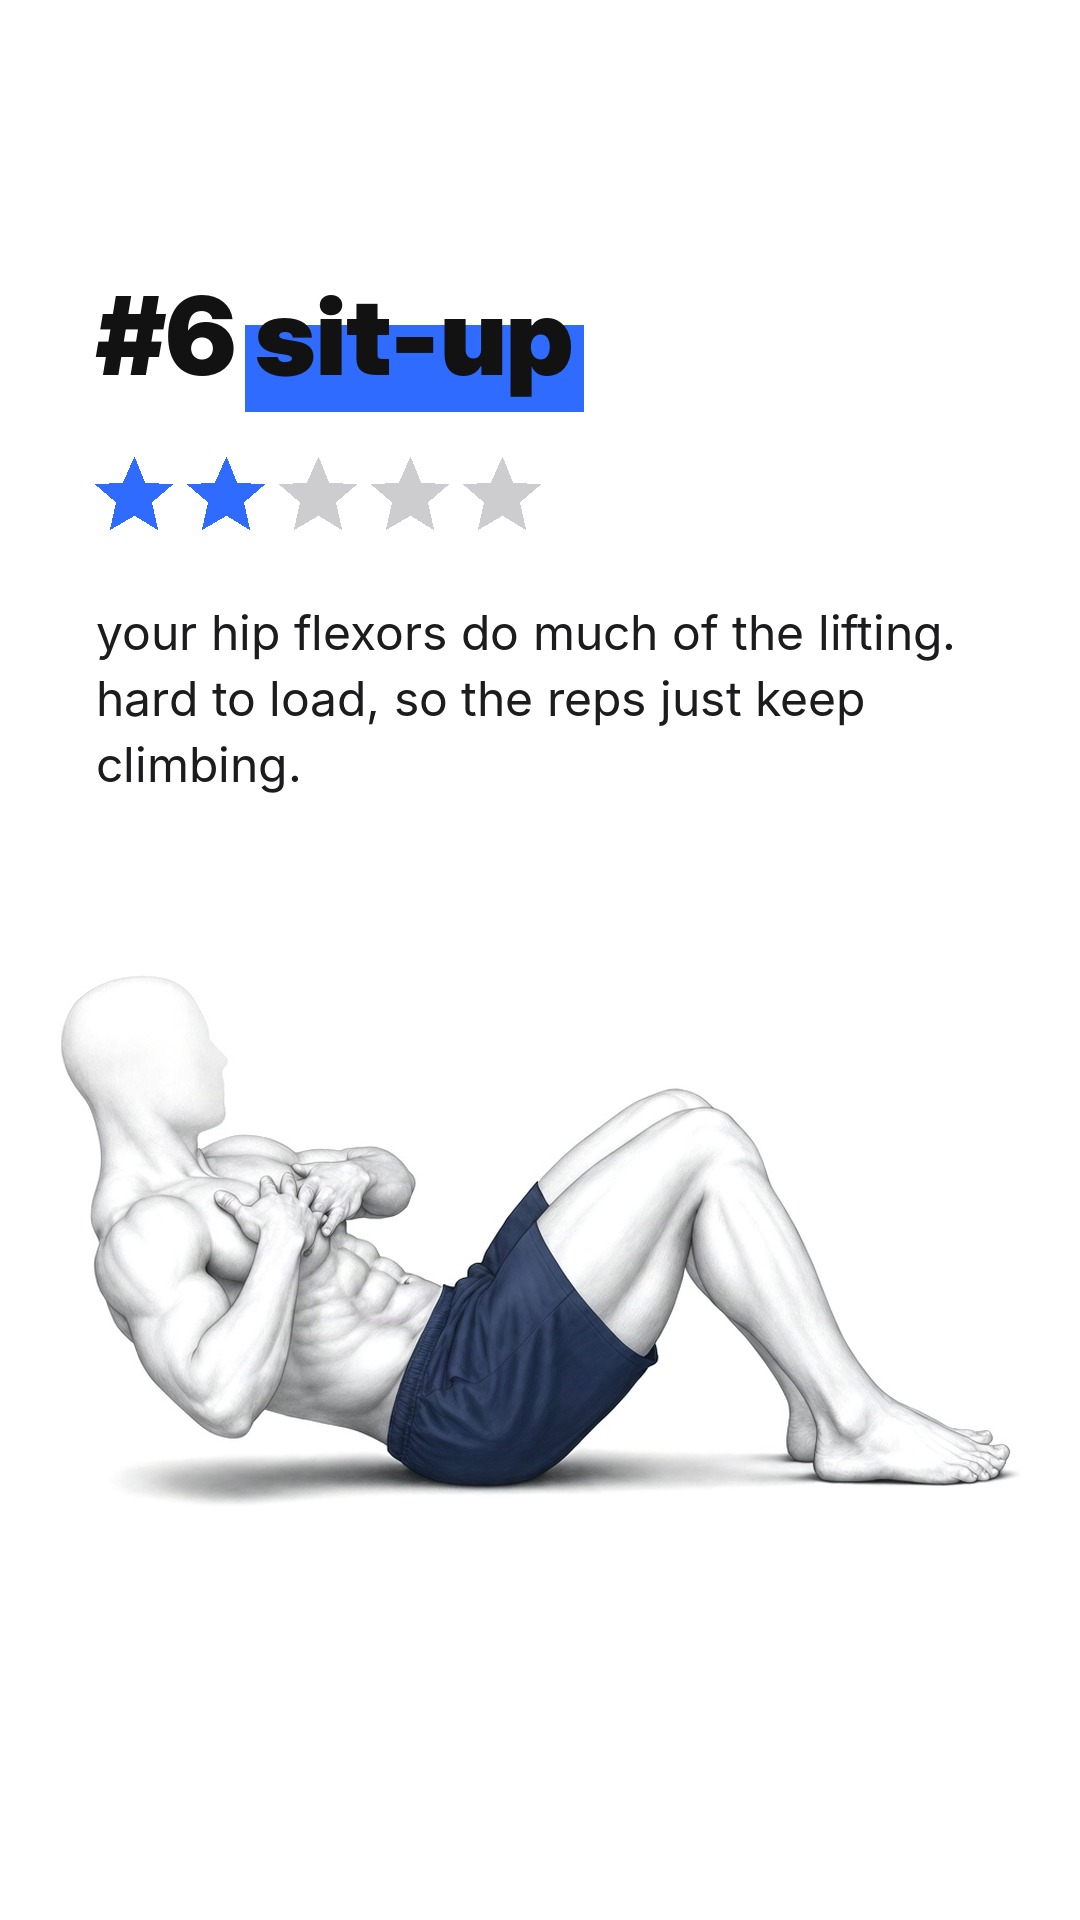 #6 sit-up
your hip flexors do much of the lifting.
hard to load, so the reps just keep
climbing.